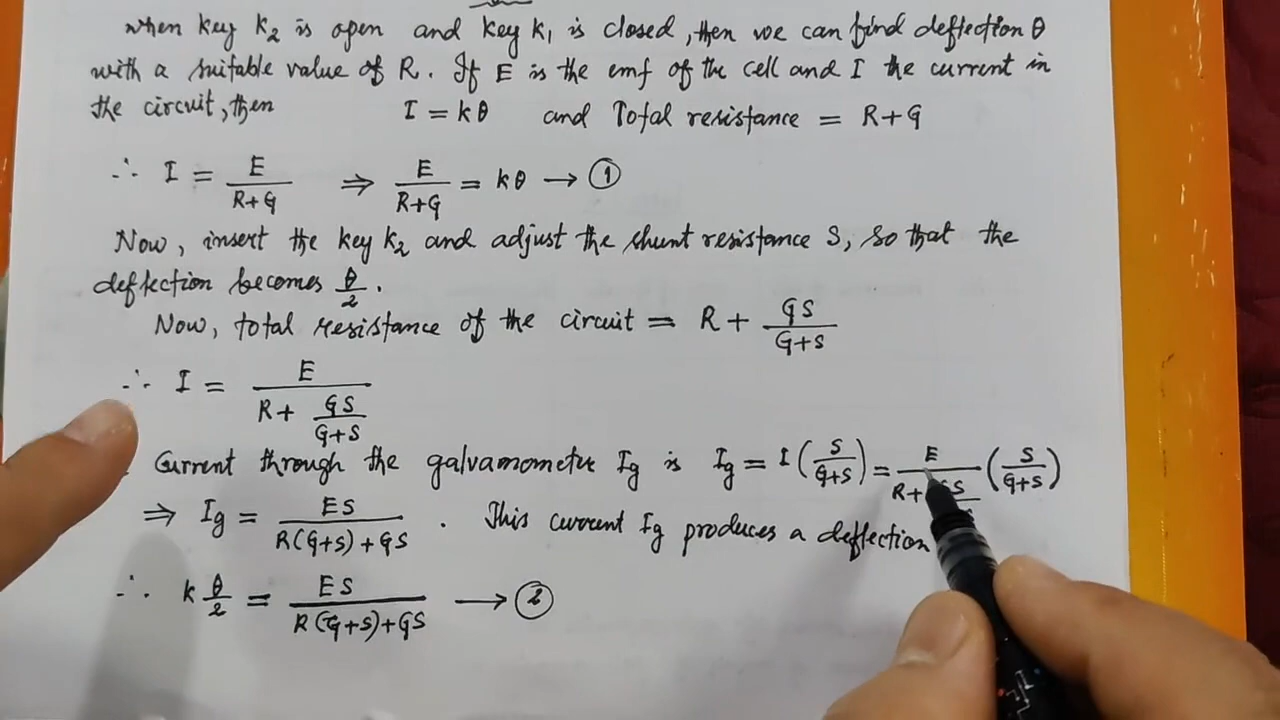 when key K₂ is open and key K₁ is closed, then we can find deflection θ
with a suitable value of R. If E is the emf of the cell and I the current in
the circuit, then I = kθ and Total resistance = R+G
∴ I = E/(R+G) ⇒ E/(R+G) = kθ → ①
Now, insert the key K₂ and adjust the shunt resistance S, so that the
deflection becomes θ/2.
Now, total resistance of the circuit = R + GS/(G+S)
∴ I = E/(R + GS/(G+S))
Current through the galvamometer Ig is Ig = I (S/(G+S)) = E/(R+ S) (S/(G+S))
⇒ Ig = ES/(R(G+S)+GS) . This current Ig produces a deflection
∴ k θ/2 = ES/(R(G+S)+GS) → ②